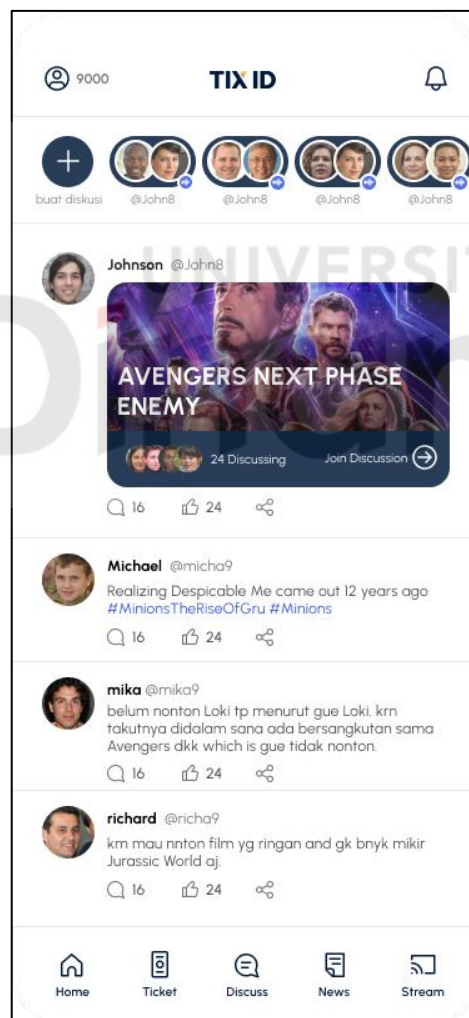 9000
TIX ID
buat diskusi
@John8
@John8
@John8
@John8
UNIVERSI
Johnson @John8
AVENGERS NEXT PHASE
ENEMY
24 Discussing
Join Discussion
16 24
Michael @micha9
Realizing Despicable Me came out 12 years ago
#MinionsTheRiseOfGru #Minions
16 24
mika @mika9
belum nonton Loki tp menurut gue Loki. krn
takutnya didalam sana ada bersangkutan sama
Avengers dkk which is gue tidak nonton.
16 24
richard @richa9
krn mau nnton film yg ringan and gk bnyk mikir
Jurassic World aj.
16 24
Home
Ticket
Discuss
News
Stream